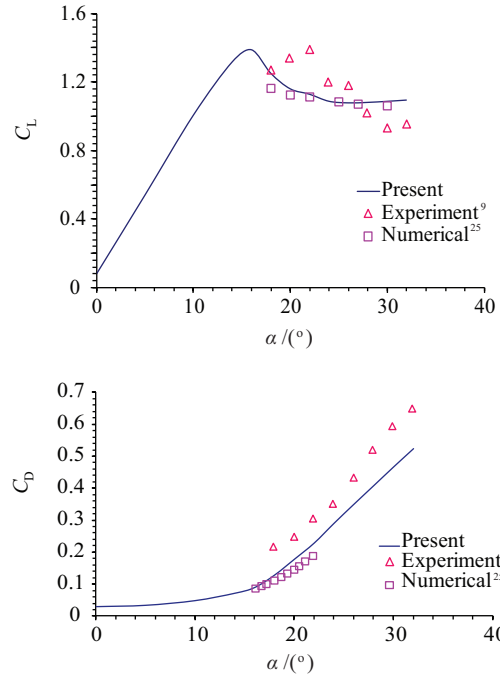 1.6
1.2
C_L
0.8
0.4
0
Present
Experiment⁹
Numerical²⁵
0 10 20 30 40
α /(°)
0.7
0.6
0.5
C_D
0.4
0.3
0.2
0.1
0
Present
Experiment
Numerical²
0 10 20 30 40
α /(°)